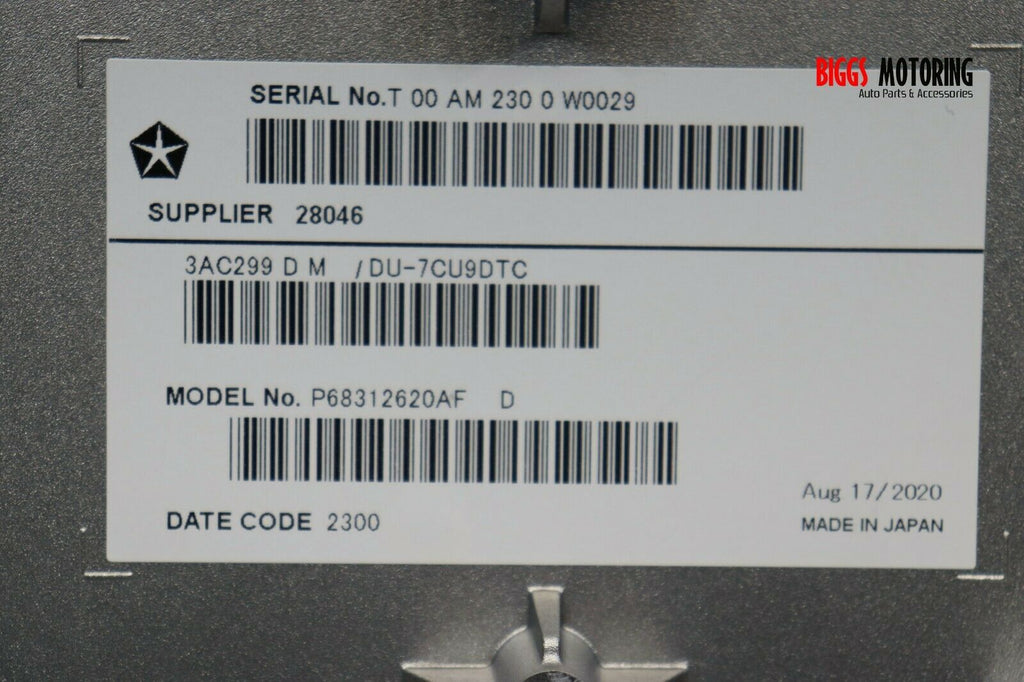 BIGGS MOTORING
Auto Parts & Accessories
SERIAL No.T 00 AM 230 0 W0029
SUPPLIER 28046
3AC299 D M /DU-7CU9DTC
MODEL No. P68312620AF D
Aug 17/2020
DATE CODE 2300
MADE IN JAPAN